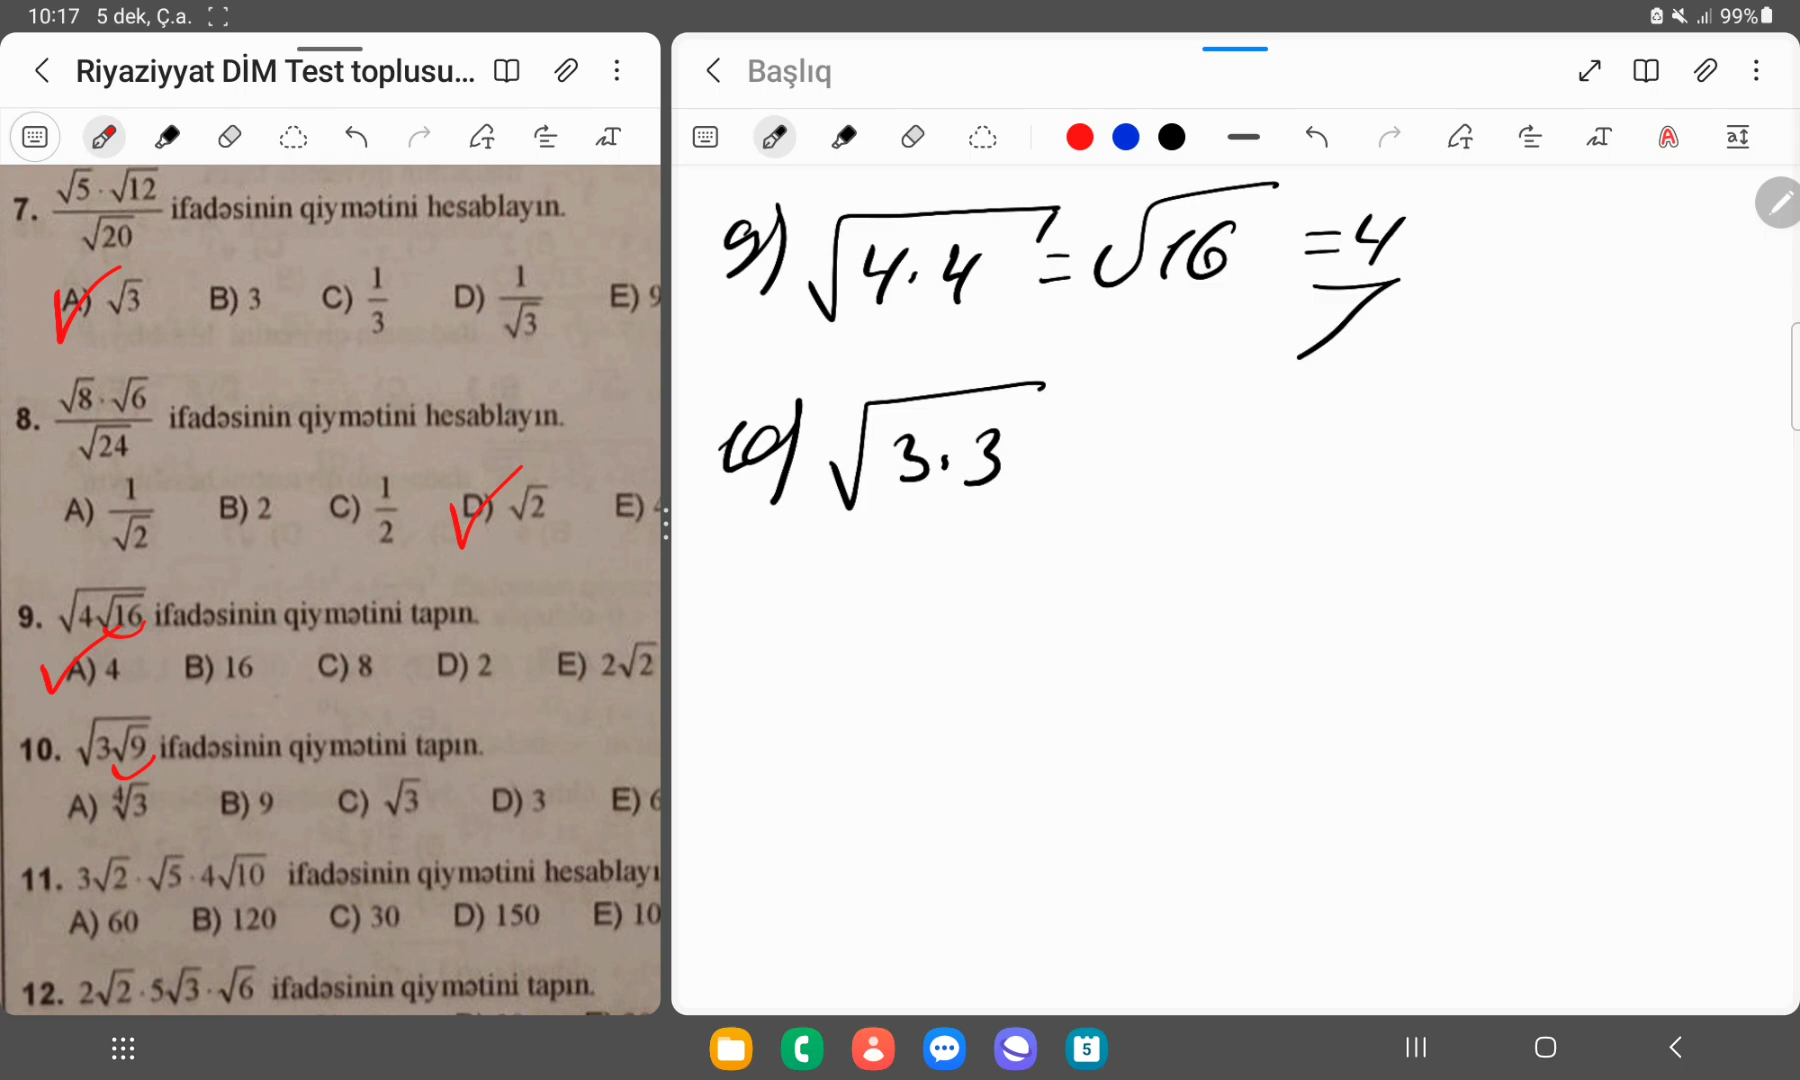 10:17 5 dek, Ç.a. 99%
Riyaziyyat DİM Test toplusu...
7. √5 · √12 / √20 ifadəsinin qiymətini hesablayın.
A) √3 B) 3 C) 1/3 D) 1/√3 E) 9
8. √8 · √6 / √24 ifadəsinin qiymətini hesablayın.
A) 1/√2 B) 2 C) 1/2 D) √2 E) 4
9. √(4√16) ifadəsinin qiymətini tapın.
A) 4 B) 16 C) 8 D) 2 E) 2√2
10. √(3√9) ifadəsinin qiymətini tapın.
A) ∜3 B) 9 C) √3 D) 3 E) 6
11. 3√2 · √5 · 4√10 ifadəsinin qiymətini hesablayı
A) 60 B) 120 C) 30 D) 150 E) 10
12. 2√2 · 5√3 · √6 ifadəsinin qiymətini tapın.
Başlıq
9) √(4·4) = √16 = 4
10) √(3·3)
5